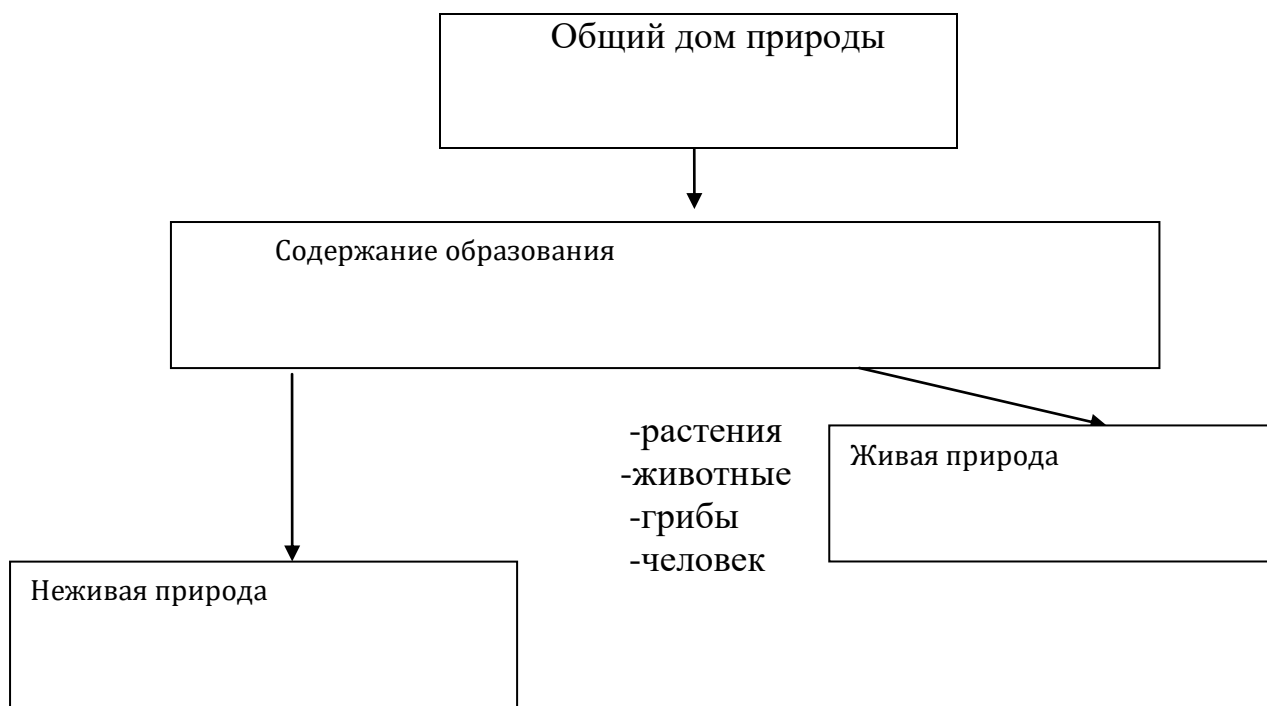 Общий дом природы
Содержание образования
-растения
-животные
-грибы
-человек
Живая природа
Неживая природа